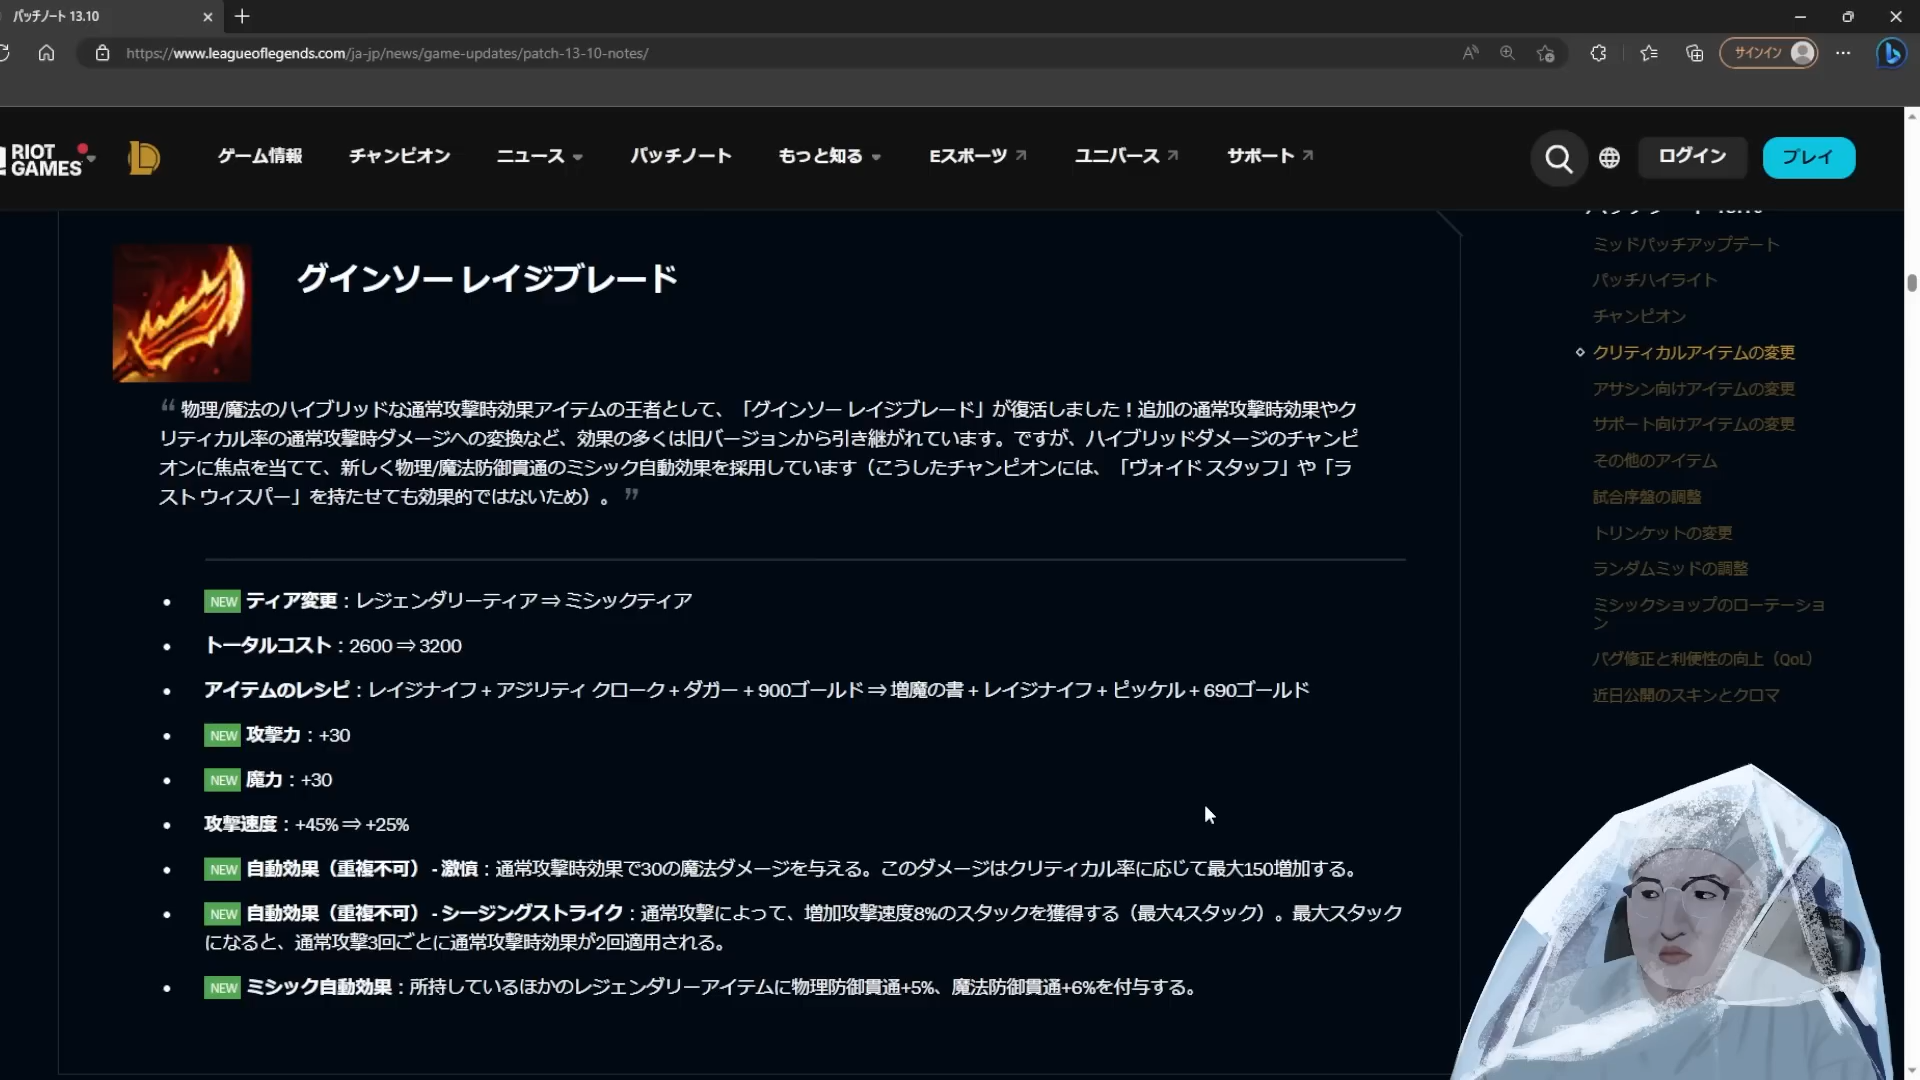 パッチノート 13.10
https://www.leagueoflegends.com/ja-jp/news/game-updates/patch-13-10-notes/
サインイン
RIOT GAMES
ゲーム情報
チャンピオン
ニュース
パッチノート
もっと知る
Eスポーツ
ユニバース
サポート
ログイン
プレイ
グインソー レイジブレード
“ 物理/魔法のハイブリッドな通常攻撃時効果アイテムの王者として、「グインソー レイジブレード」が復活しました！追加の通常攻撃時効果やク
リティカル率の通常攻撃時ダメージへの変換など、効果の多くは旧バージョンから引き継がれています。ですが、ハイブリッドダメージのチャンピ
オンに焦点を当てて、新しく物理/魔法防御貫通のミシック自動効果を採用しています（こうしたチャンピオンには、「ヴォイド スタッフ」や「ラ
スト ウィスパー」を持たせても効果的ではないため）。 ”
• NEW ティア変更：レジェンダリーティア ⇒ ミシックティア
• トータルコスト：2600 ⇒ 3200
• アイテムのレシピ：レイジナイフ + アジリティ クローク + ダガー + 900ゴールド ⇒ 増魔の書 + レイジナイフ + ピッケル + 690ゴールド
• NEW 攻撃力：+30
• NEW 魔力：+30
• 攻撃速度：+45% ⇒ +25%
• NEW 自動効果（重複不可） - 激憤：通常攻撃時効果で30の魔法ダメージを与える。このダメージはクリティカル率に応じて最大150増加する。
• NEW 自動効果（重複不可） - シージングストライク：通常攻撃によって、増加攻撃速度8%のスタックを獲得する（最大4スタック）。最大スタック
になると、通常攻撃3回ごとに通常攻撃時効果が2回適用される。
• NEW ミシック自動効果：所持しているほかのレジェンダリーアイテムに物理防御貫通+5%、魔法防御貫通+6%を付与する。
ミッドパッチアップデート
パッチハイライト
チャンピオン
クリティカルアイテムの変更
アサシン向けアイテムの変更
サポート向けアイテムの変更
その他のアイテム
試合序盤の調整
トリンケットの変更
ランダムミッドの調整
ミシックショップのローテーショ
ン
バグ修正と利便性の向上（QoL）
近日公開のスキンとクロマ